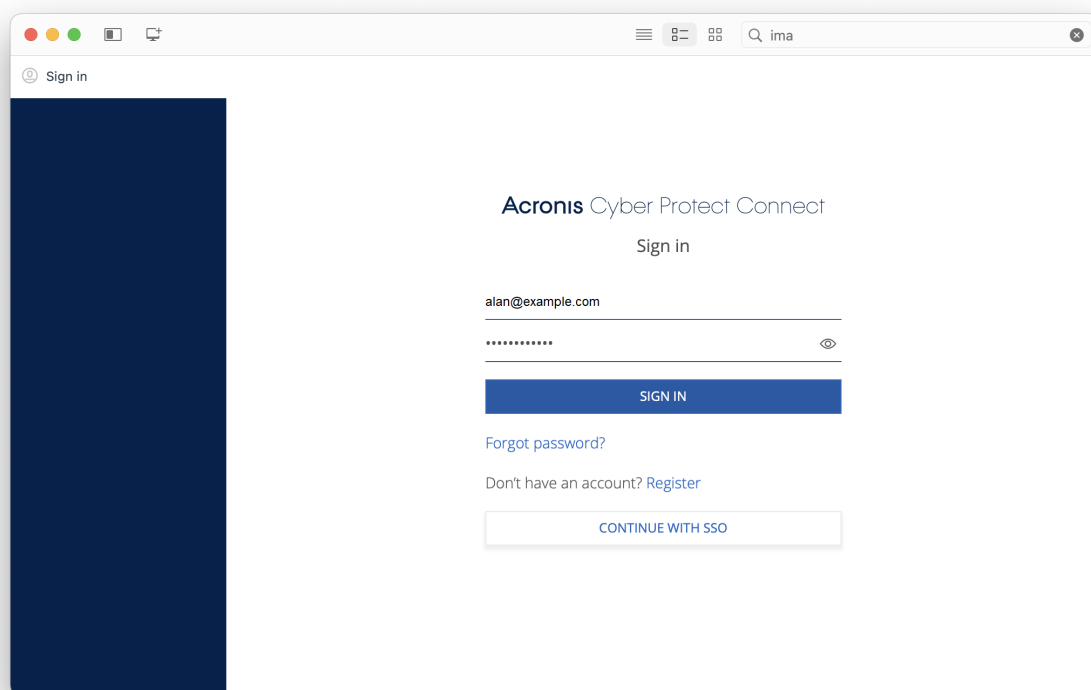 ima
Sign in
Acronis Cyber Protect Connect
Sign in
alan@example.com
••••••••••••
SIGN IN
Forgot password?
Don't have an account? Register
CONTINUE WITH SSO